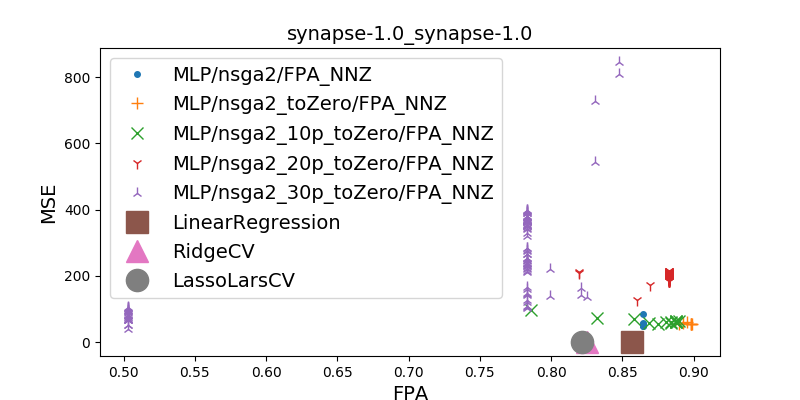 synapse-1.0_synapse-1.0
MLP/nsga2/FPA_NNZ
MLP/nsga2_toZero/FPA_NNZ
MLP/nsga2_10p_toZero/FPA_NNZ
MLP/nsga2_20p_toZero/FPA_NNZ
MLP/nsga2_30p_toZero/FPA_NNZ
LinearRegression
RidgeCV
LassoLarsCV
MSE
800
600
400
200
0
0.50 0.55 0.60 0.65 0.70 0.75 0.80 0.85 0.90
FPA